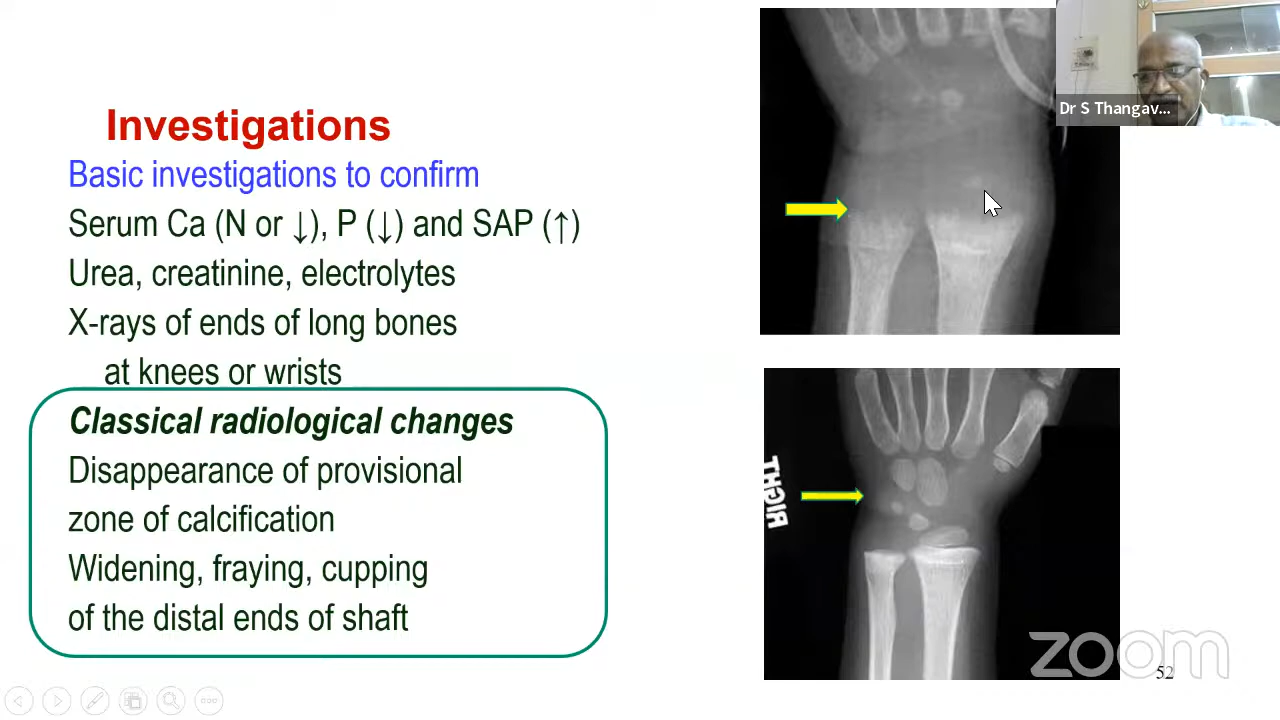 Investigations
Basic investigations to confirm
Serum Ca (N or ↓), P (↓) and SAP (↑)
Urea, creatinine, electrolytes
X-rays of ends of long bones
at knees or wrists
Classical radiological changes
Disappearance of provisional
zone of calcification
Widening, fraying, cupping
of the distal ends of shaft
Dr S Thangav...
RIGHT
zoom
52